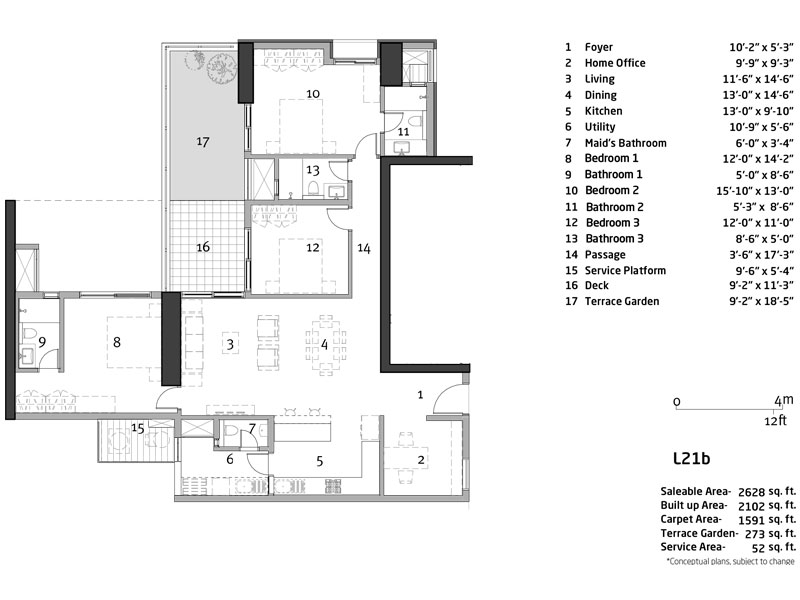 1 Foyer 10'-2" x 5'-3"
2 Home Office 9'-9" x 9'-3"
3 Living 11'-6" x 14'-6"
4 Dining 13'-0" x 14'-6"
5 Kitchen 13'-0" x 9'-10"
6 Utility 10'-9" x 5'-6"
7 Maid's Bathroom 6'-0" x 3'-4"
8 Bedroom 1 12'-0" x 14'-2"
9 Bathroom 1 5'-0" x 8'-6"
10 Bedroom 2 15'-10" x 13'-0"
11 Bathroom 2 5'-3" x 8'-6"
12 Bedroom 3 12'-0" x 11'-0"
13 Bathroom 3 8'-6" x 5'-0"
14 Passage 3'-6" x 17'-3"
15 Service Platform 9'-6" x 5'-4"
16 Deck 9'-2" x 11'-3"
17 Terrace Garden 9'-2" x 18'-5"
10
11
17
13
16
12
14
9
8
3
4
1
15
7
6
5
2
0 4m
12ft
L21b
Saleable Area- 2628 sq. ft.
Built up Area- 2102 sq. ft.
Carpet Area- 1591 sq. ft.
Terrace Garden- 273 sq. ft.
Service Area- 52 sq. ft.
*Conceptual plans, subject to change